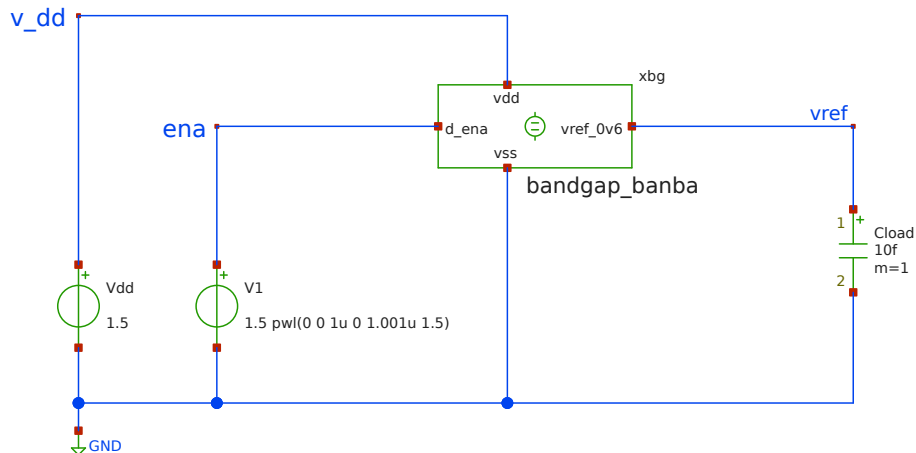 v_dd
xbg
vdd
ena
d_ena
vref_0v6
vref
vss
bandgap_banba
1
Cload
10f
m=1
2
Vdd
1.5
V1
1.5 pwl(0 0 1u 0 1.001u 1.5)
GND